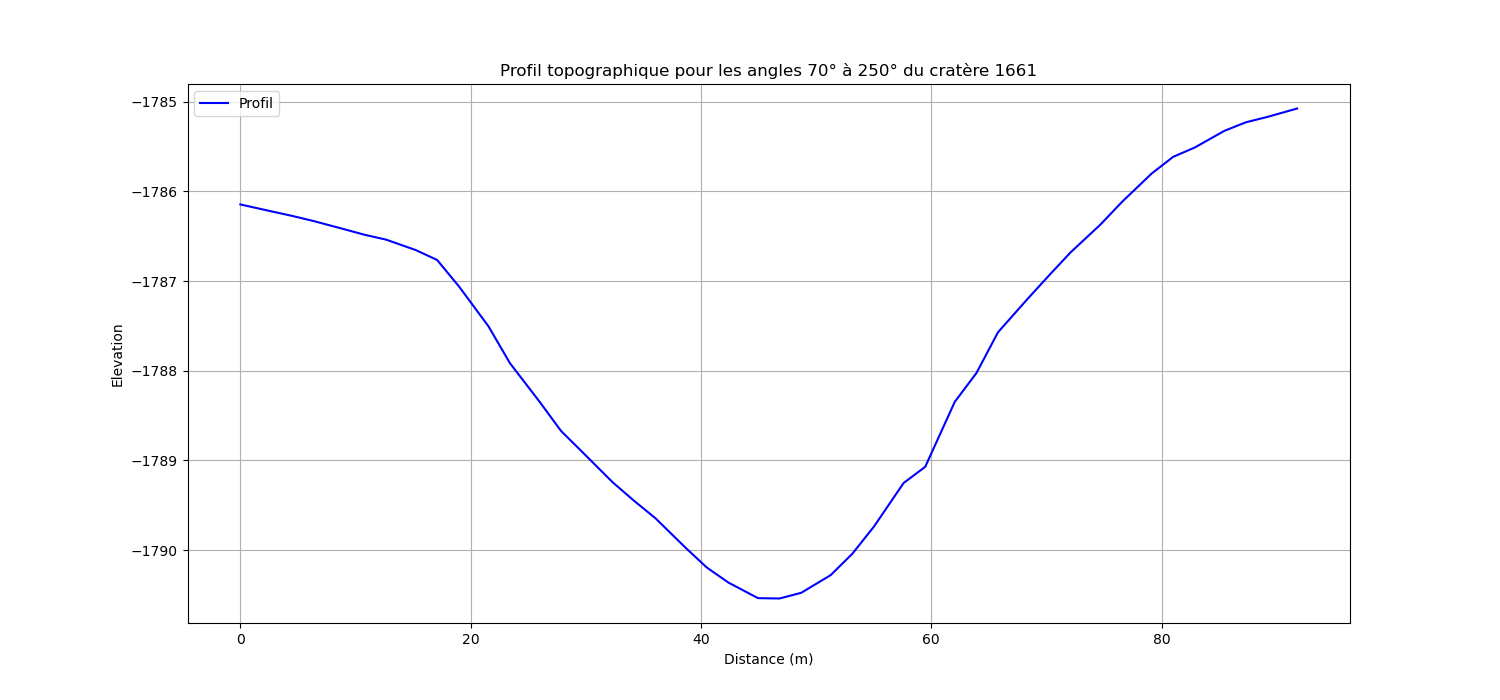 Profil topographique pour les angles 70° à 250° du cratère 1661
Profil
−1785
−1786
−1787
−1788
−1789
−1790
Elevation
0 20 40 60 80
Distance (m)